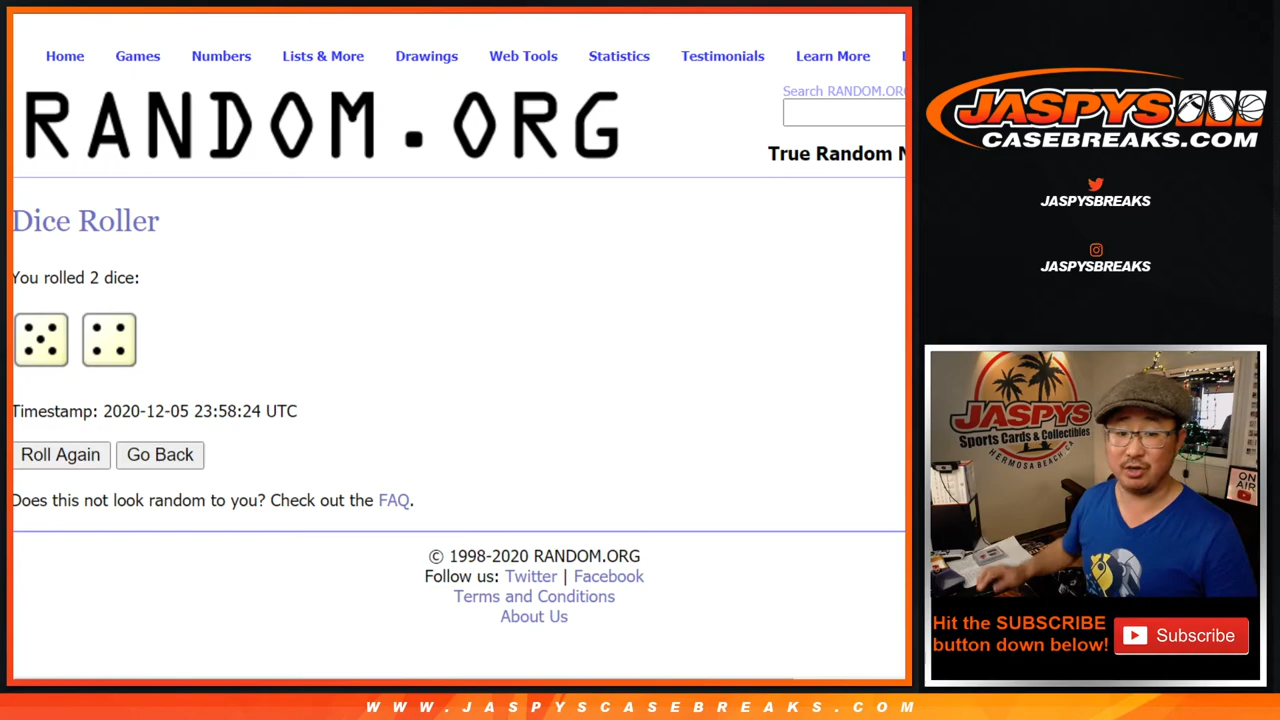 Home Games Numbers Lists & More Drawings Web Tools Statistics Testimonials Learn More
RANDOM.ORG
Search RANDOM.ORG
True Random N
Dice Roller
You rolled 2 dice:
Timestamp: 2020-12-05 23:58:24 UTC
Roll Again Go Back
Does this not look random to you? Check out the FAQ.
© 1998-2020 RANDOM.ORG
Follow us: Twitter | Facebook
Terms and Conditions
About Us
JASPYS
CASEBREAKS.COM
JASPYSBREAKS
JASPYSBREAKS
JASPYS
Sports Cards & Collectibles
HERMOSA BEACH CA
ON
AIR
Hit the SUBSCRIBE
button down below!
Subscribe
WWW.JASPYSCASEBREAKS.COM